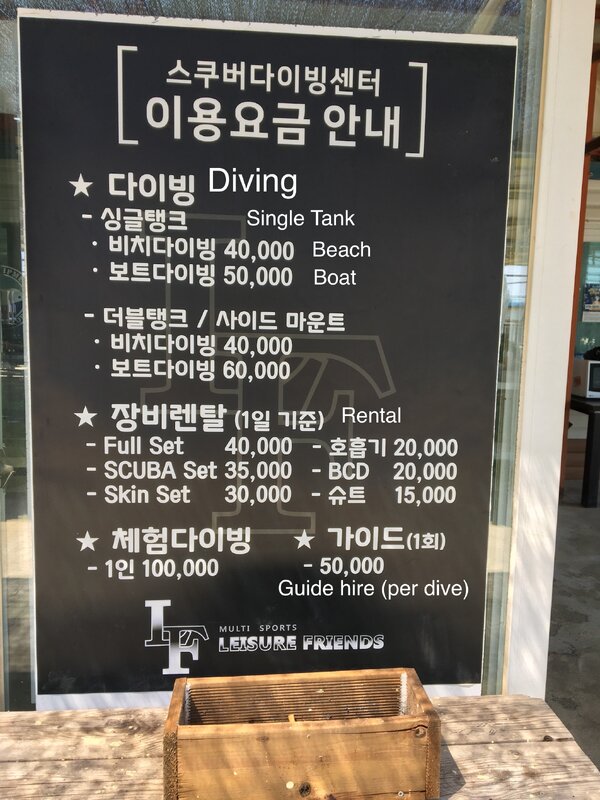 스쿠버다이빙센터
이용요금 안내
★ 다이빙 Diving
- 싱글탱크 Single Tank
· 비치다이빙 40,000 Beach
· 보트다이빙 50,000 Boat
- 더블탱크 / 사이드 마운트
· 비치다이빙 40,000
· 보트다이빙 60,000
★ 장비렌탈 (1일 기준) Rental
- Full Set 40,000 - 호흡기 20,000
- SCUBA Set 35,000 - BCD 20,000
- Skin Set 30,000 - 슈트 15,000
★ 체험다이빙 ★ 가이드(1회)
- 1인 100,000 - 50,000
Guide hire (per dive)
LF MULTI SPORTS
LEISURE FRIENDS